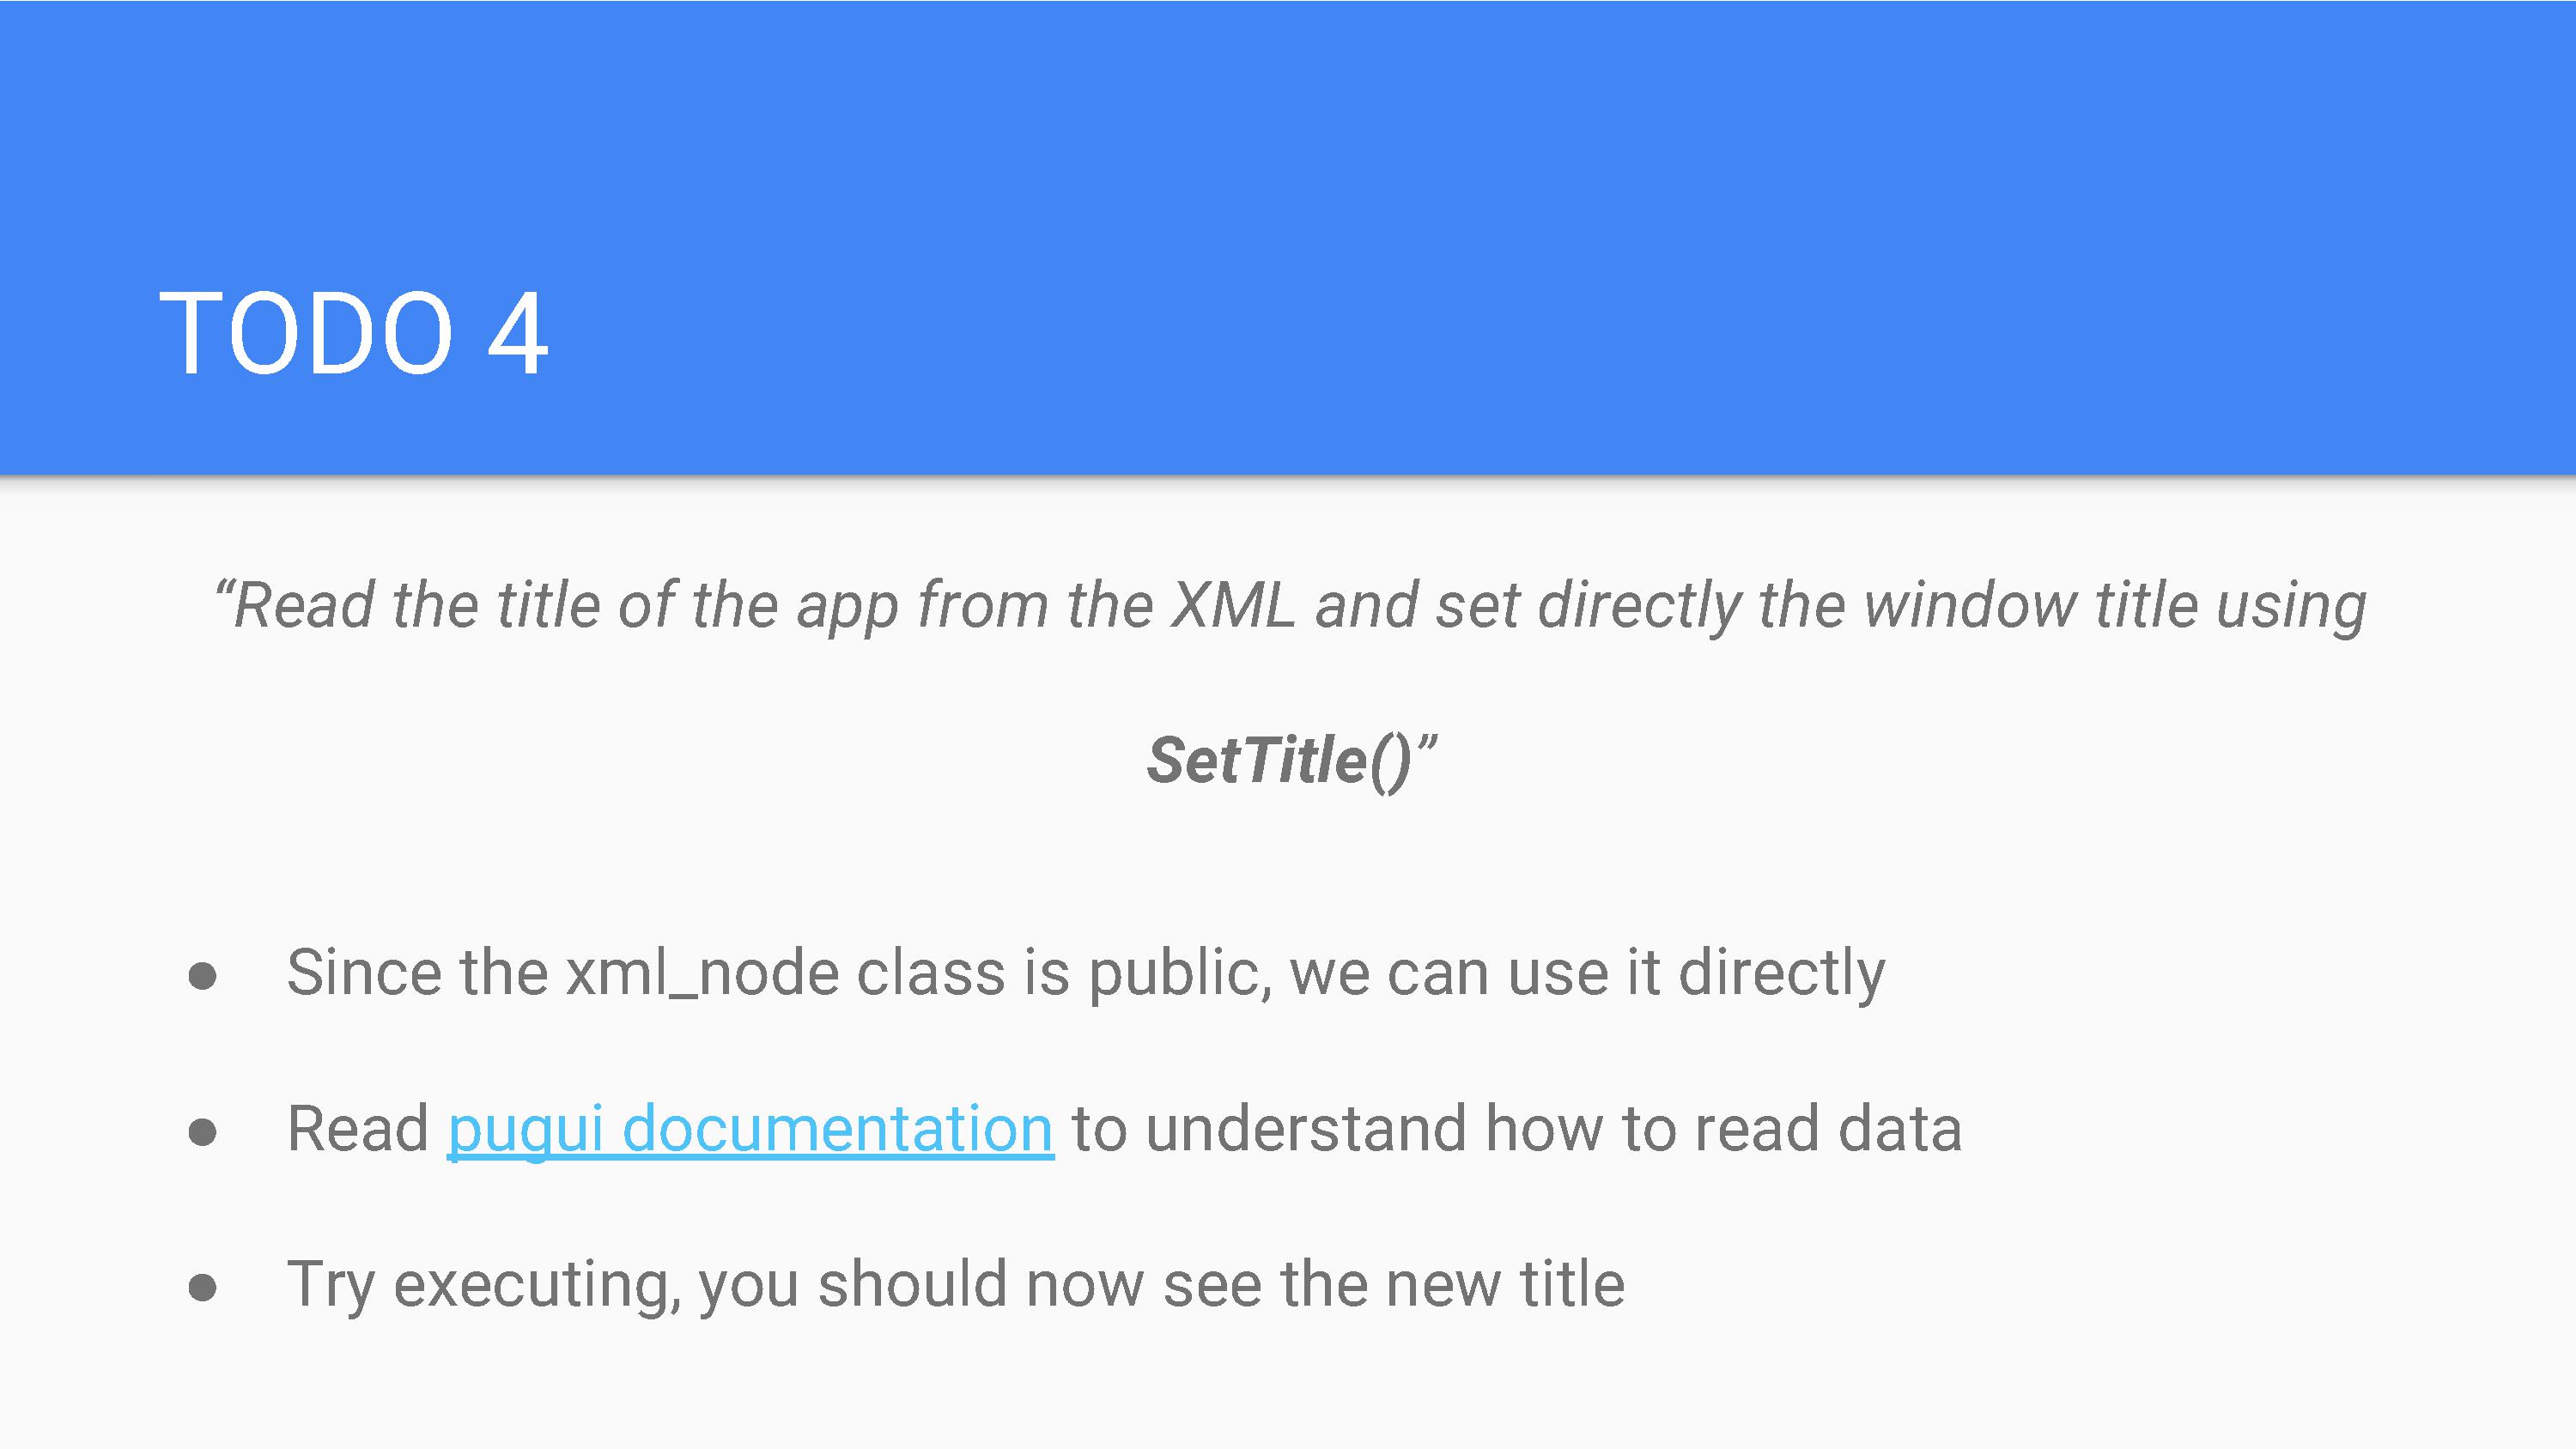 TODO 4
“Read the title of the app from the XML and set directly the window title using
SetTitle()”
● Since the xml_node class is public, we can use it directly
● Read pugui documentation to understand how to read data
● Try executing, you should now see the new title